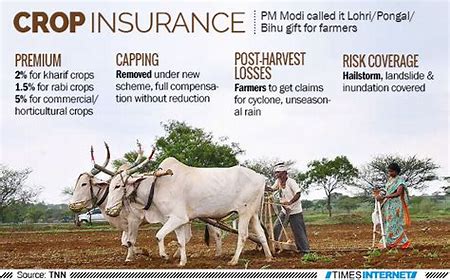 CROP INSURANCE
PM Modi called it Lohri/Pongal/
Bihu gift for farmers
PREMIUM
2% for kharif crops
1.5% for rabi crops
5% for commercial/
horticultural crops
CAPPING
Removed under new
scheme, full compensa-
tion without reduction
POST-HARVEST
LOSSES
Farmers to get claims
for cyclone, unseason-
al rain
RISK COVERAGE
Hailstorm, landslide &
inundation covered
Source: TNN
TIMES INTERNET